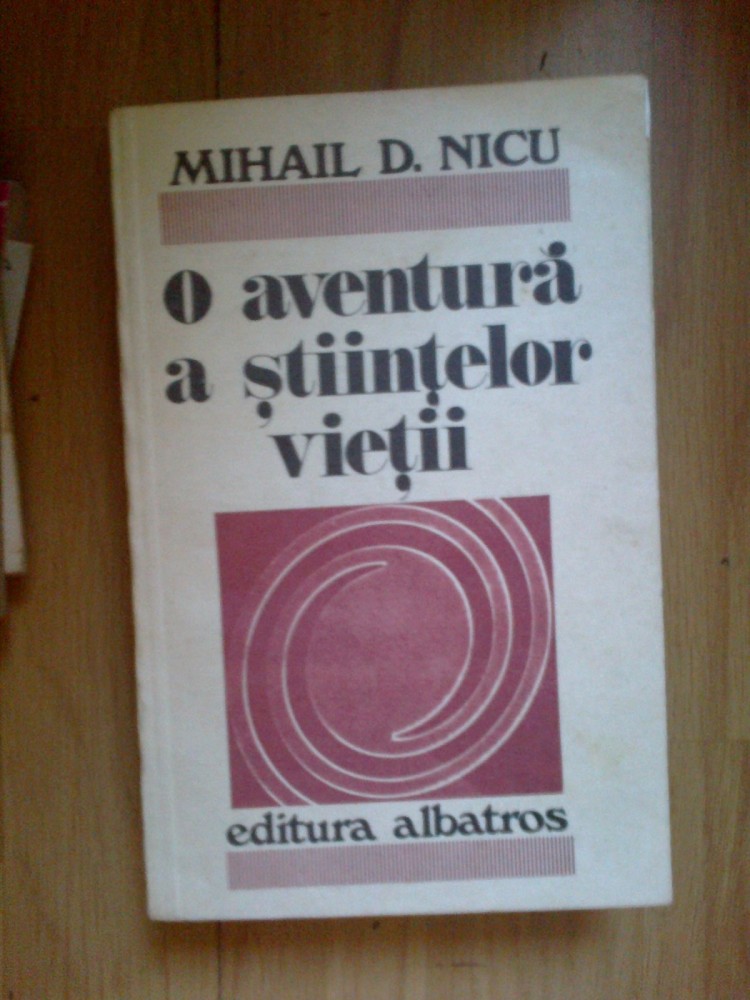 MIHAIL D. NICU
O aventură
a științelor
vieții
editura albatros